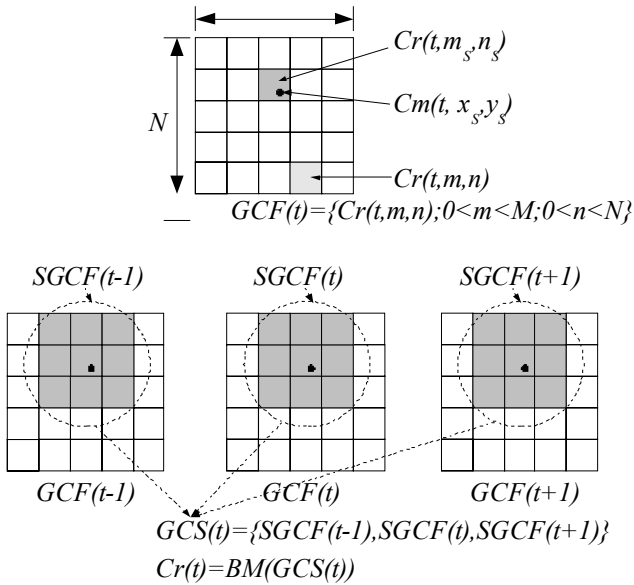 Cr(t,m_S,n_S)
N
Cm(t, x_S,y_S)
Cr(t,m,n)
GCF(t)={Cr(t,m,n);0<m<M;0<n<N}
SGCF(t-1) SGCF(t) SGCF(t+1)
GCF(t-1) GCF(t) GCF(t+1)
GCS(t)={SGCF(t-1),SGCF(t),SGCF(t+1)}
Cr(t)=BM(GCS(t))